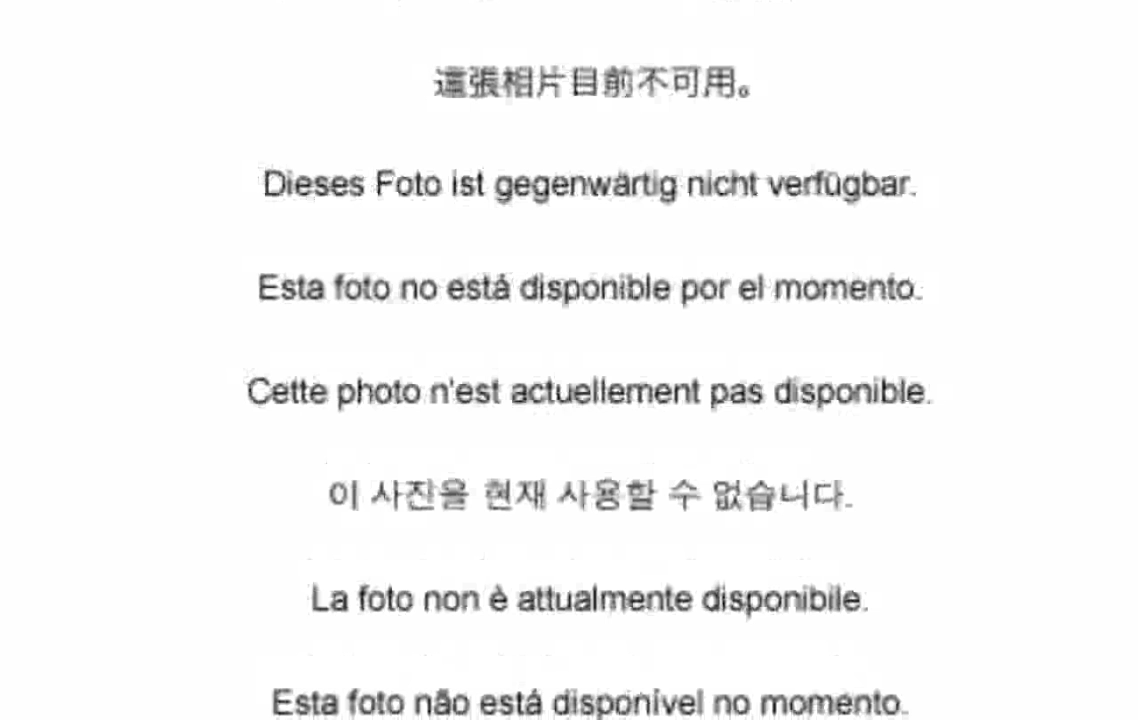 這張相片目前不可用。
Dieses Foto ist gegenwärtig nicht verfügbar.
Esta foto no está disponible por el momento.
Cette photo n'est actuellement pas disponible.
이 사진을 현재 사용할 수 없습니다.
La foto non è attualmente disponibile.
Esta foto não está disponível no momento.